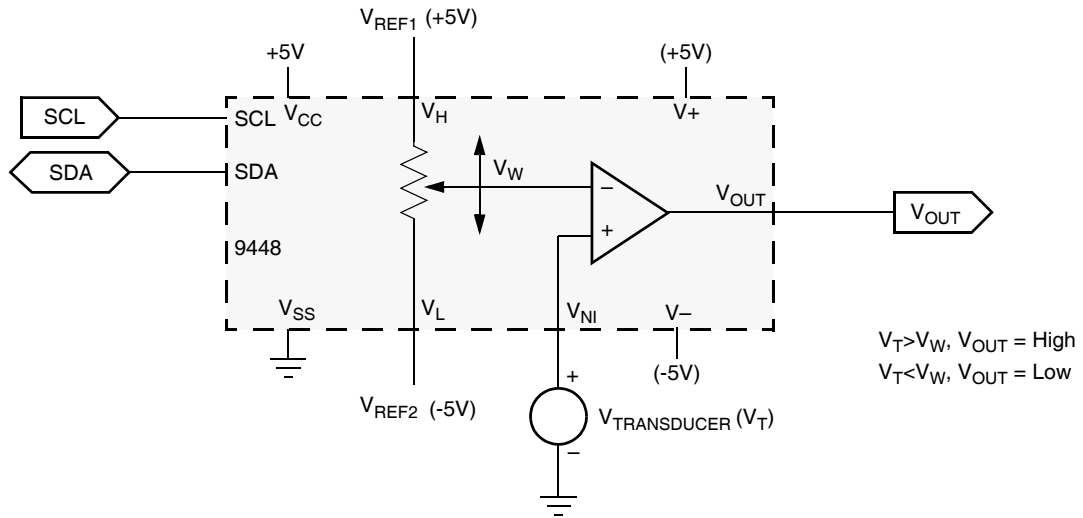 V_REF1 (+5V)
+5V
(+5V)
SCL
SCL
V_CC
V_H
V+
SDA
SDA
V_W
–
V_OUT
V_OUT
+
9448
V_SS
V_L
V_NI
V–
V_T>V_W, V_OUT = High
V_T<V_W, V_OUT = Low
(-5V)
+
V_REF2 (-5V)
V_TRANSDUCER (V_T)
–